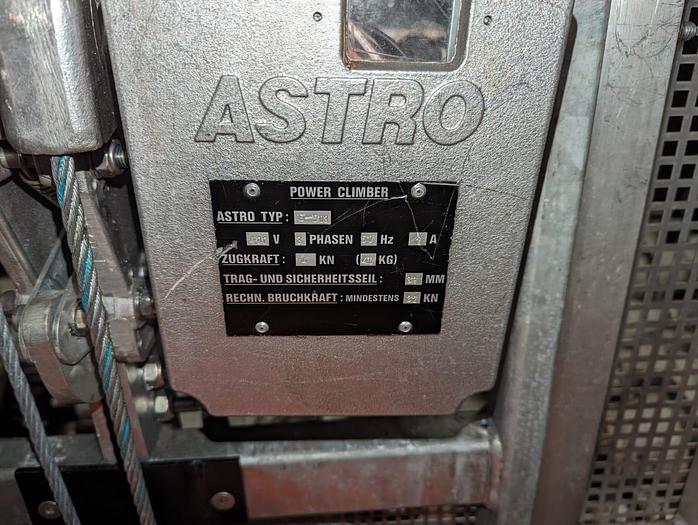 ASTRO
POWER CLIMBER
ASTRO TYP:
V PHASEN Hz A
ZUGKRAFT: KN ( KG)
TRAG- UND SICHERHEITSSEIL: MM
RECHN. BRUCHKRAFT: MINDESTENS KN